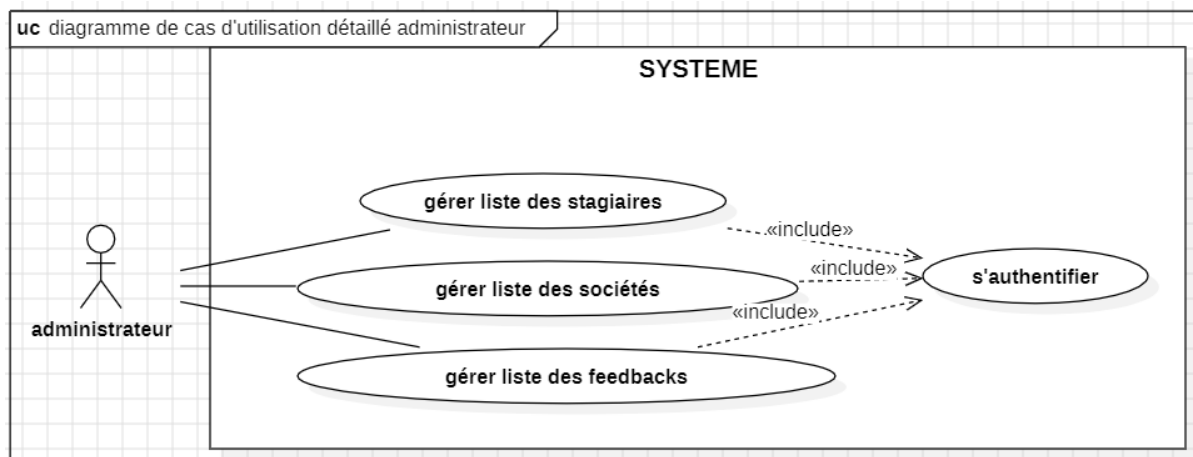 uc diagramme de cas d'utilisation détaillé administrateur
SYSTEME
gérer liste des stagiaires
«include»
«include»
s'authentifier
gérer liste des sociétés
«include»
administrateur
gérer liste des feedbacks